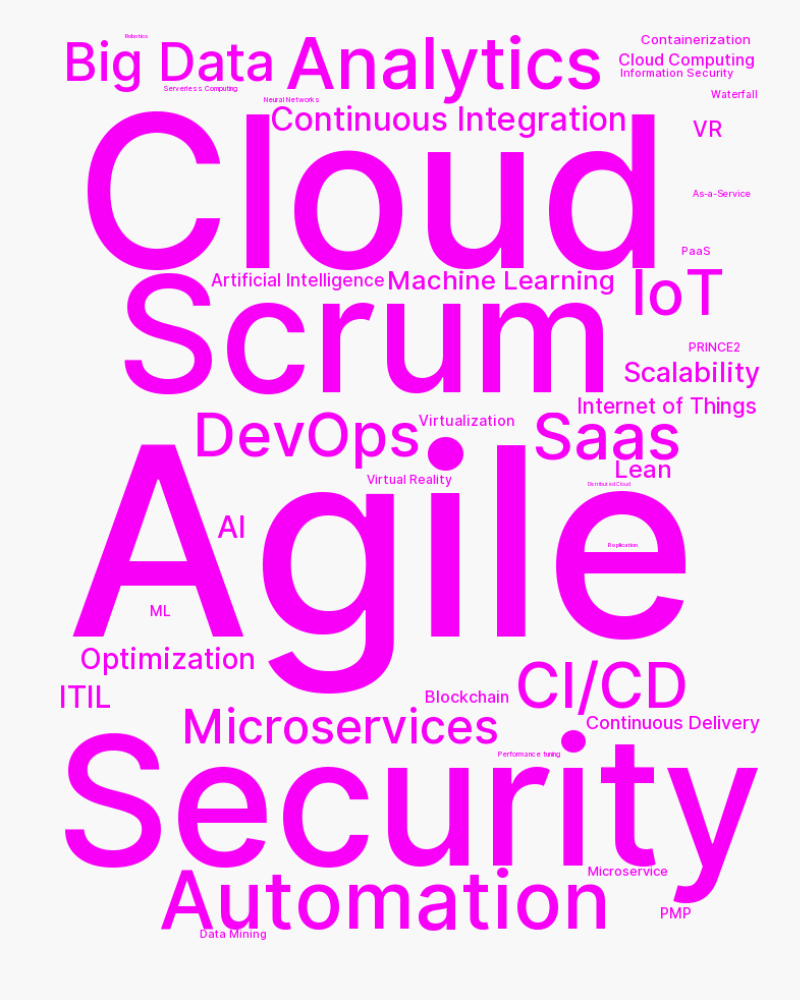 Robotics
Big Data
Analytics
Containerization
Cloud Computing
Information Security
Serverless Computing
Neural Networks
Waterfall
Continuous Integration
Cloud
VR
As-a-Service
PaaS
Artificial Intelligence
Machine Learning
IoT
Scrum
PRINCE2
Scalability
Internet of Things
DevOps
Virtualization
Saas
Lean
Virtual Reality
Distributed Cloud
Agile
AI
Replication
ML
Optimization
CI/CD
ITIL
Blockchain
Microservices
Continuous Delivery
Performance tuning
Security
Microservice
Automation
PMP
Data Mining